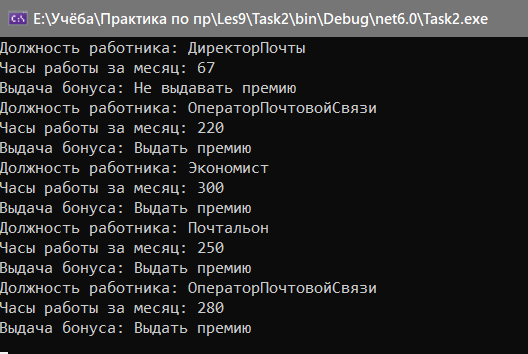 E:\Учёба\Практика по пр\Les9\Task2\bin\Debug\net6.0\Task2.exe
Должность работника: ДиректорПочты
Часы работы за месяц: 67
Выдача бонуса: Не выдавать премию
Должность работника: ОператорПочтовойСвязи
Часы работы за месяц: 220
Выдача бонуса: Выдать премию
Должность работника: Экономист
Часы работы за месяц: 300
Выдача бонуса: Выдать премию
Должность работника: Почтальон
Часы работы за месяц: 250
Выдача бонуса: Выдать премию
Должность работника: ОператорПочтовойСвязи
Часы работы за месяц: 280
Выдача бонуса: Выдать премию